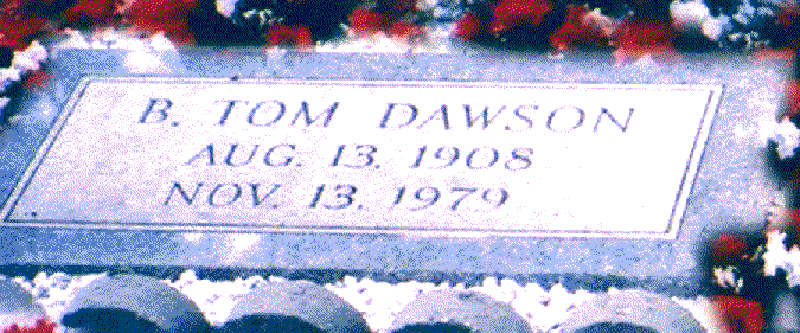 B. TOM DAWSON
AUG. 13. 1908
NOV. 13. 1979